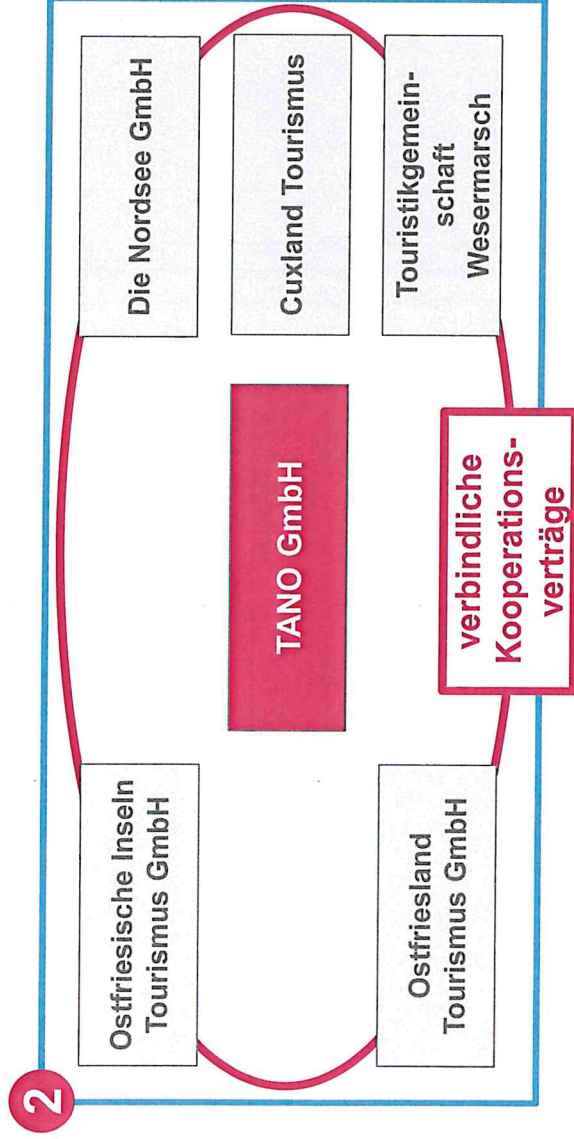 2
Ostfriesische Inseln
Tourismus GmbH
Die Nordsee GmbH
TANO GmbH
Cuxland Tourismus
Ostfriesland
Tourismus GmbH
Touristikgemein-
schaft
Wesermarsch
verbindliche
Kooperations-
verträge